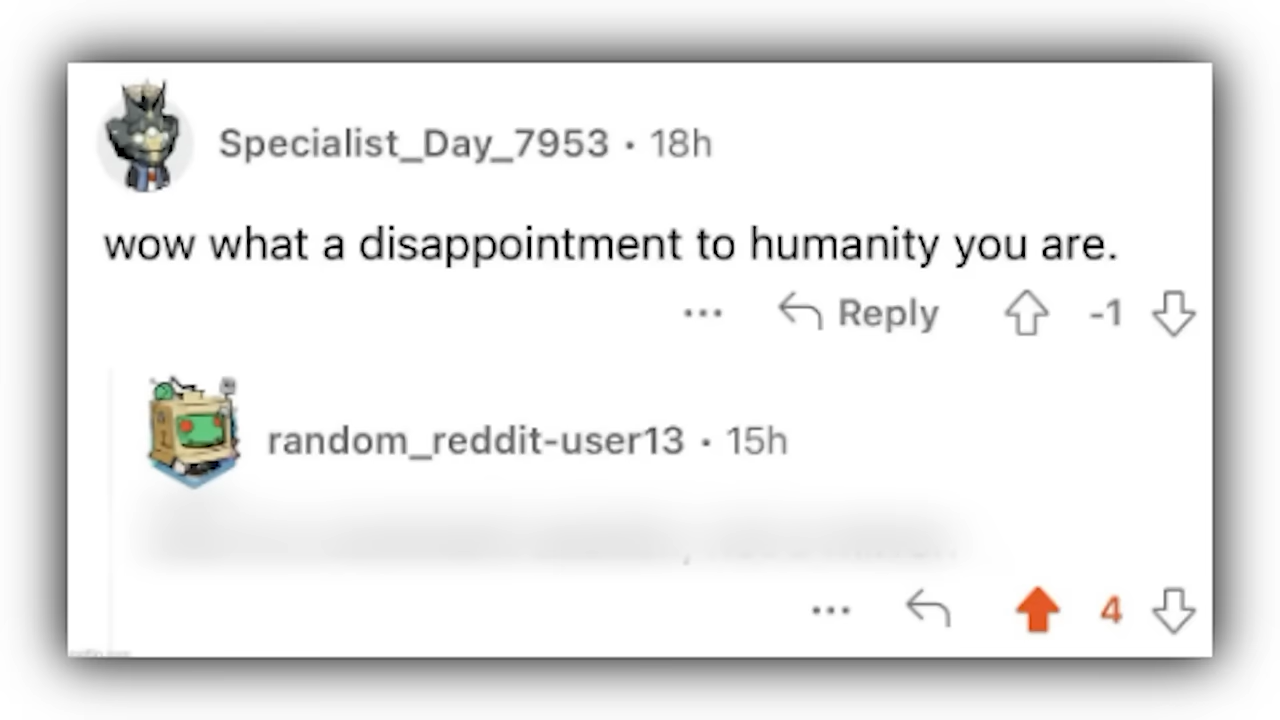 Specialist_Day_7953 · 18h
wow what a disappointment to humanity you are.
... Reply -1
random_reddit-user13 · 15h
... 4